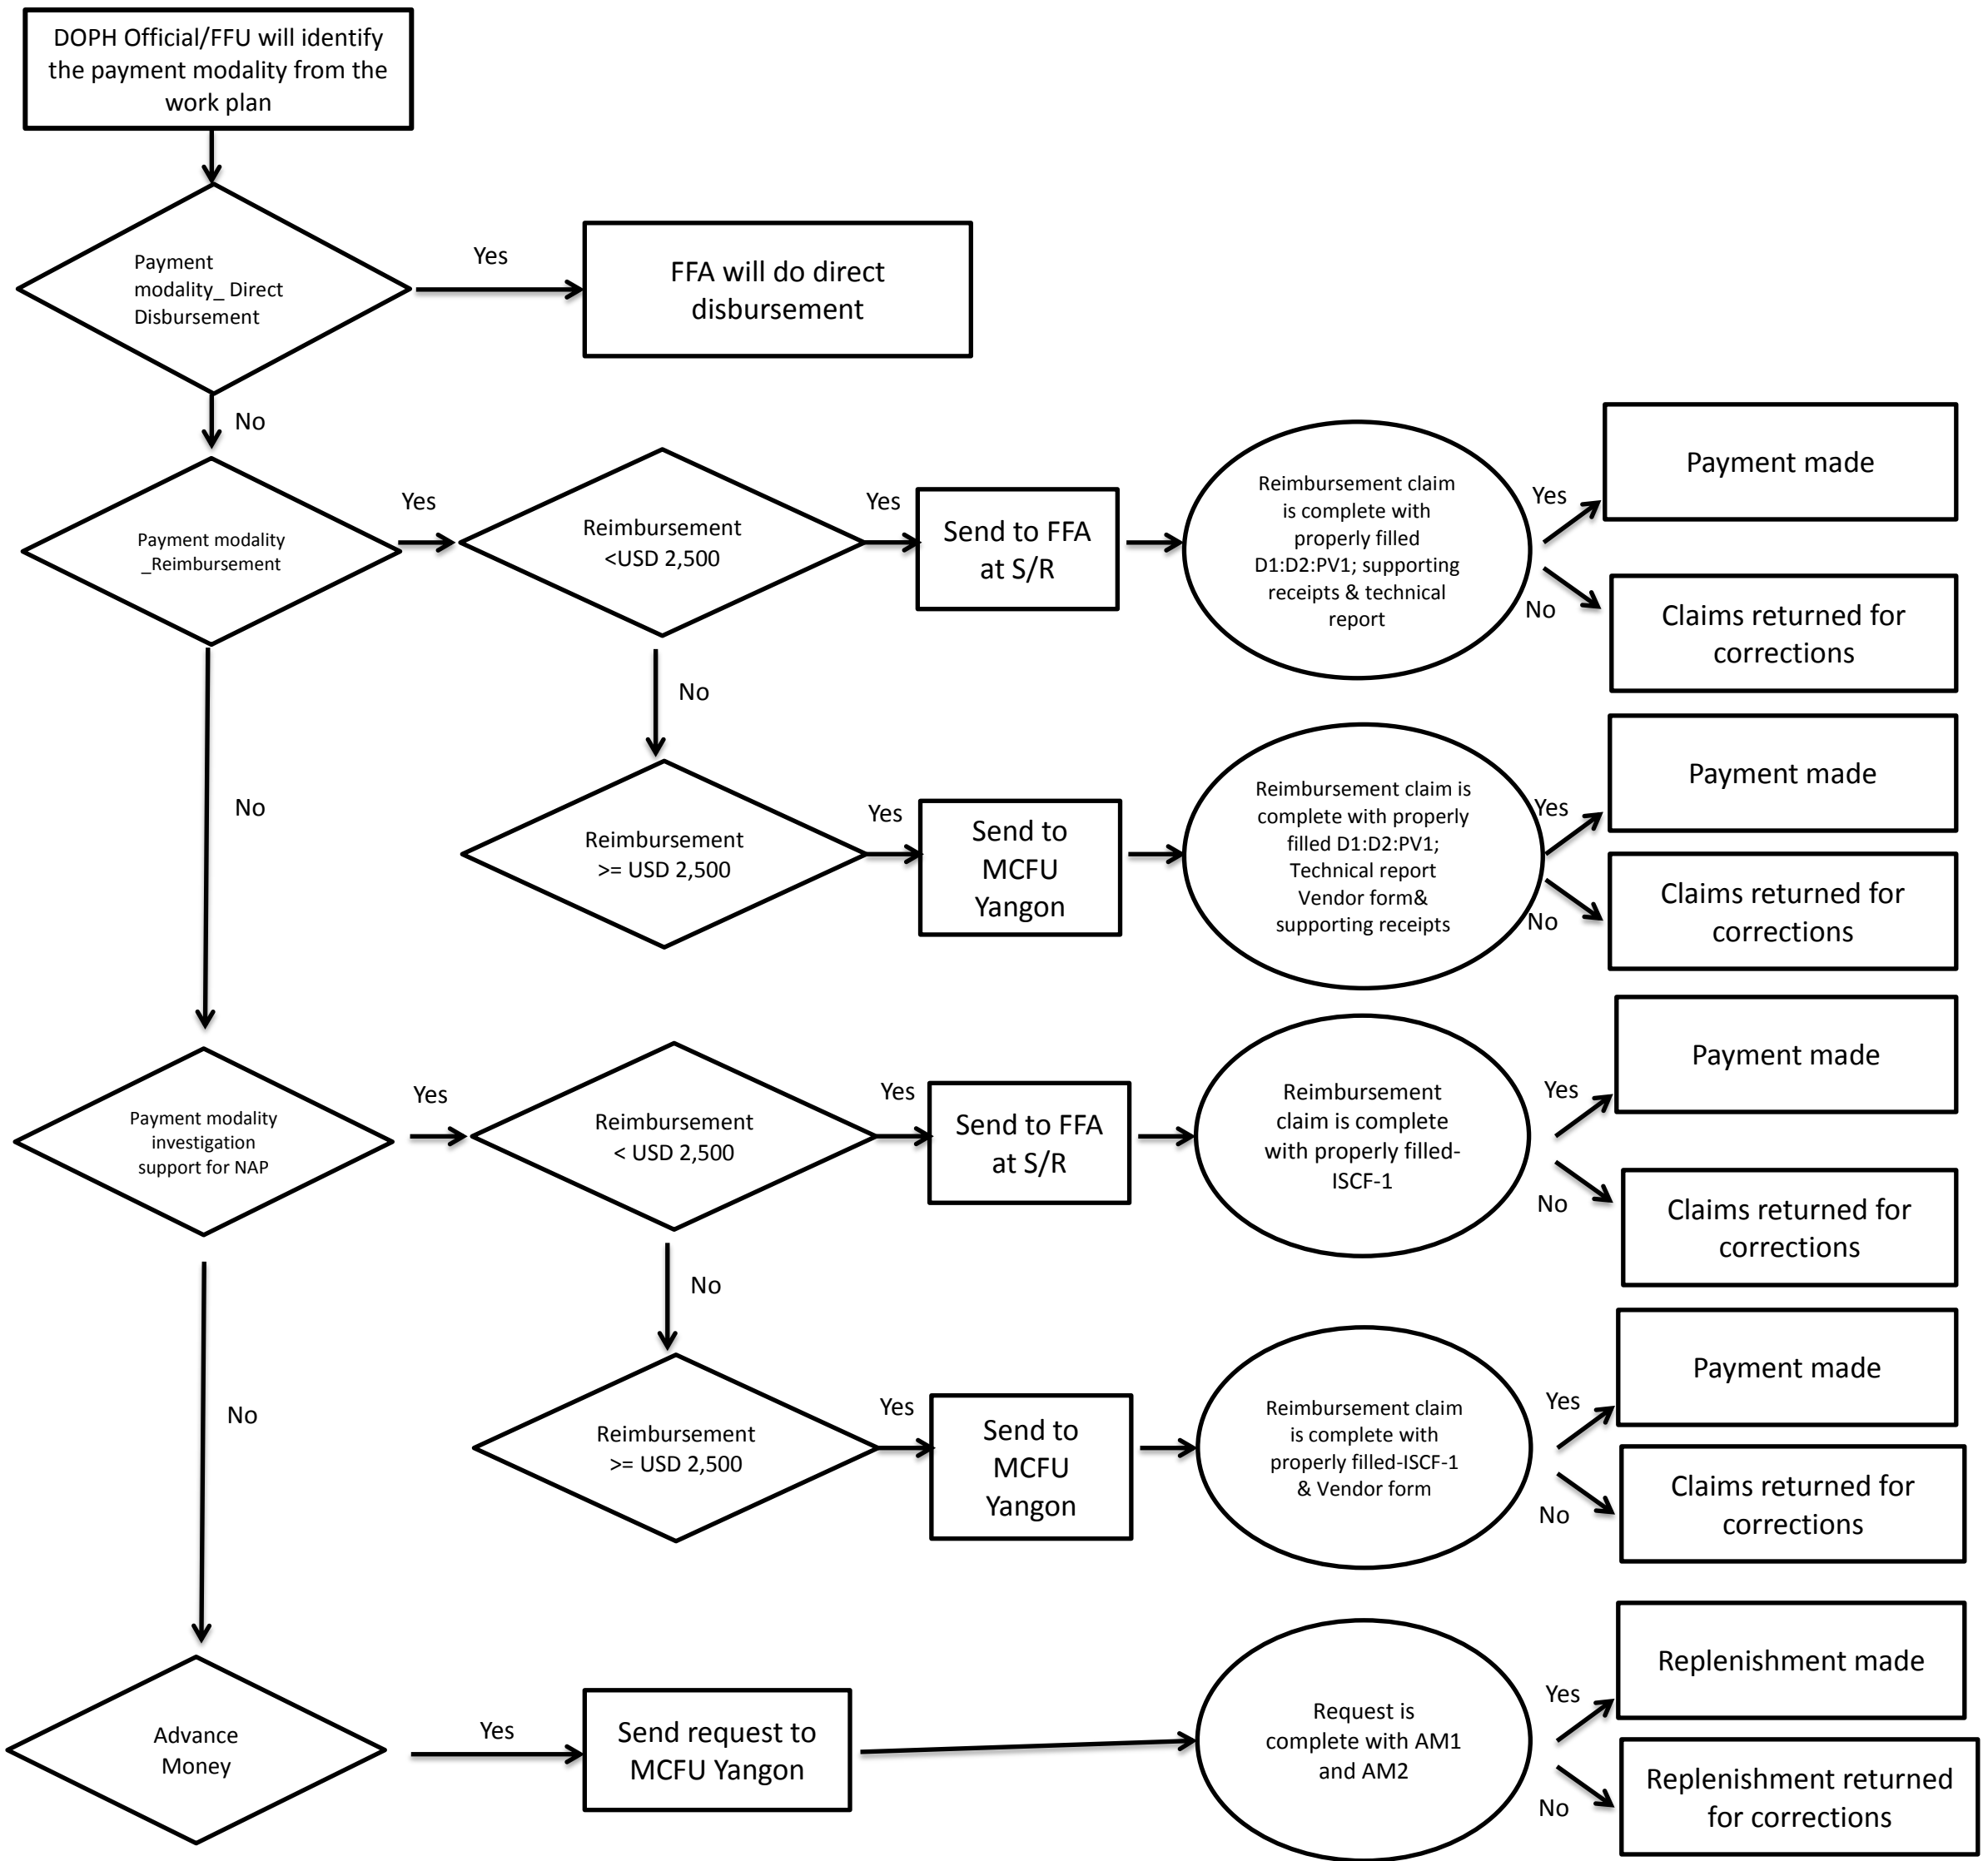 DOPH Official/FFU will identify
the payment modality from the
work plan
Payment
modality_ Direct
Disbursement
Yes
FFA will do direct
disbursement
No
Payment modality
_Reimbursement
Yes
Reimbursement
<USD 2,500
Yes
Send to FFA
at S/R
Reimbursement claim
is complete with
properly filled
D1:D2:PV1; supporting
receipts & technical
report
Yes
Payment made
No
Claims returned for
corrections
No
Reimbursement
>= USD 2,500
Yes
Send to
MCFU
Yangon
Reimbursement claim is
complete with properly
filled D1:D2:PV1;
Technical report
Vendor form&
supporting receipts
Yes
Payment made
No
Claims returned for
corrections
No
Payment modality
investigation
support for NAP
Yes
Reimbursement
< USD 2,500
Yes
Send to FFA
at S/R
Reimbursement
claim is complete
with properly filled-
ISCF-1
Yes
Payment made
No
Claims returned for
corrections
No
Reimbursement
>= USD 2,500
Yes
Send to
MCFU
Yangon
Reimbursement claim
is complete with
properly filled-ISCF-1
& Vendor form
Yes
Payment made
No
Claims returned for
corrections
No
Advance
Money
Yes
Send request to
MCFU Yangon
Request is
complete with AM1
and AM2
Yes
Replenishment made
No
Replenishment returned
for corrections